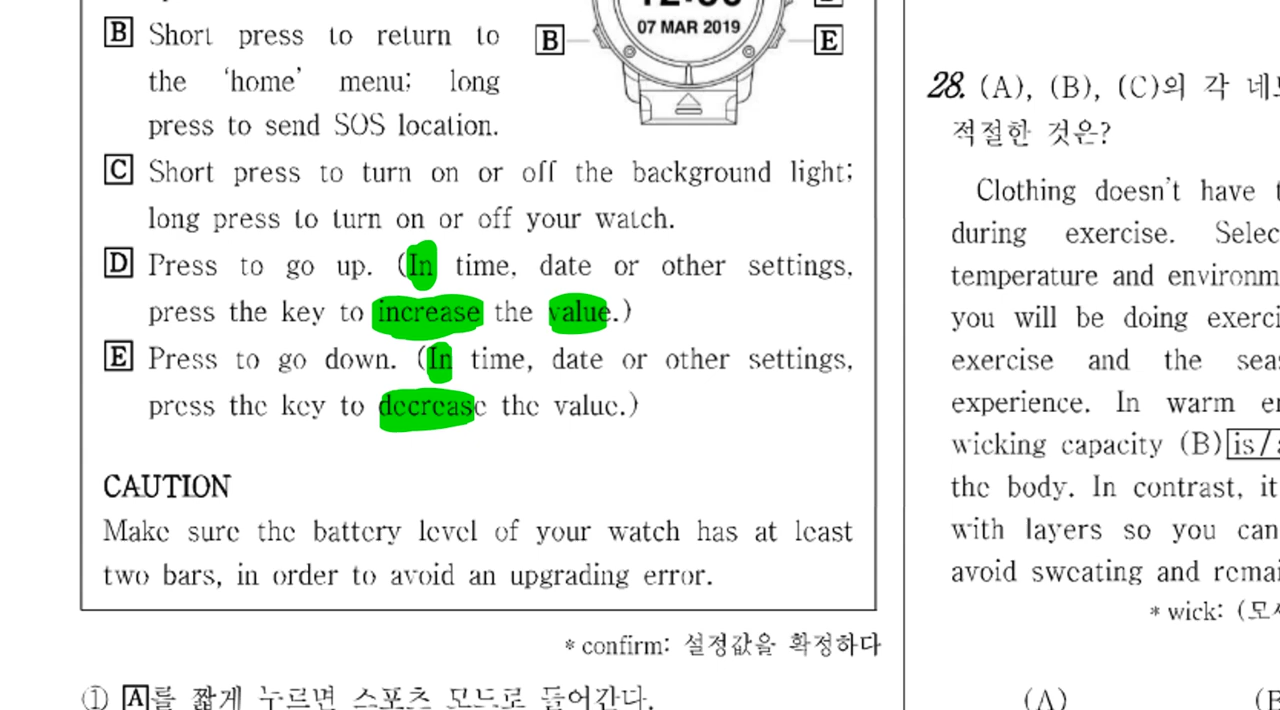 07 MAR 2019
B
E
B Short press to return to
the ‘home’ menu; long
press to send SOS location.
C Short press to turn on or off the background light;
long press to turn on or off your watch.
D Press to go up. (In time, date or other settings,
press the key to increase the value.)
E Press to go down. (In time, date or other settings,
press the key to decrease the value.)
CAUTION
Make sure the battery level of your watch has at least
two bars, in order to avoid an upgrading error.
* confirm: 설정값을 확정하다
① A를 짧게 누르면 스포츠 모드로 들어간다.
28. (A), (B), (C)의 각
적절한 것은?
Clothing doesn’t have
during exercise.
temperature and
you will be doing
exercise and the
experience. In warm
wicking capacity (B) is/
the body. In contrast, it
with layers so you can
avoid sweating and
* wick:
(A)